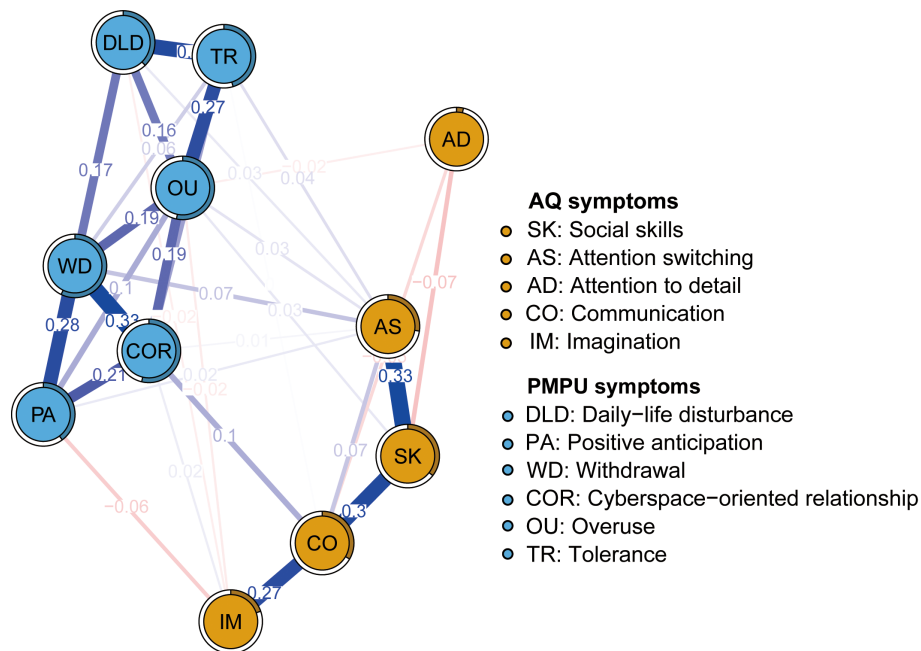 DLD
0.
TR
0.27
AD
0.16
0.06
0.02
0.03
0.04
0.17
OU
0.19
0.19
0.03
−0.07
WD
0.1
0.07
0.03
0.02
AS
0.28
0.33
COR
0.01
0.21
0.02
−0.02
0.33
PA
0.1
0.07
SK
0.02
−0.06
0.3
CO
0.27
IM
AQ symptoms
SK: Social skills
AS: Attention switching
AD: Attention to detail
CO: Communication
IM: Imagination
PMPU symptoms
DLD: Daily−life disturbance
PA: Positive anticipation
WD: Withdrawal
COR: Cyberspace−oriented relationship
OU: Overuse
TR: Tolerance